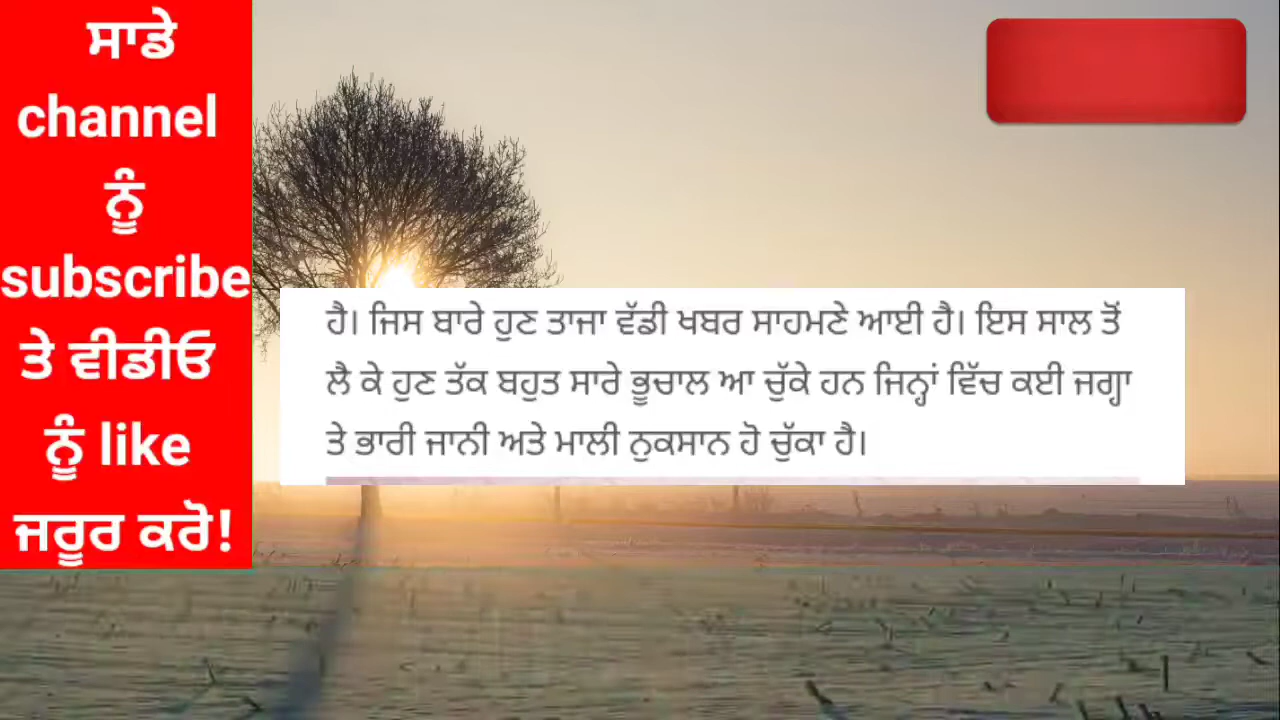 ਸਾਡੇ
channel
ਨੂੰ
subscribe
ਤੇ ਵੀਡੀਓ
ਨੂੰ like
ਜਰੂਰ ਕਰੋ!
ਹੈ। ਜਿਸ ਬਾਰੇ ਹੁਣ ਤਾਜਾ ਵੱਡੀ ਖਬਰ ਸਾਹਮਣੇ ਆਈ ਹੈ। ਇਸ ਸਾਲ ਤੋਂ
ਲੈ ਕੇ ਹੁਣ ਤੱਕ ਬਹੁਤ ਸਾਰੇ ਭੂਚਾਲ ਆ ਚੁੱਕੇ ਹਨ ਜਿਨ੍ਹਾਂ ਵਿੱਚ ਕਈ ਜਗ੍ਹਾ
ਤੇ ਭਾਰੀ ਜਾਨੀ ਅਤੇ ਮਾਲੀ ਨੁਕਸਾਨ ਹੋ ਚੁੱਕਾ ਹੈ।